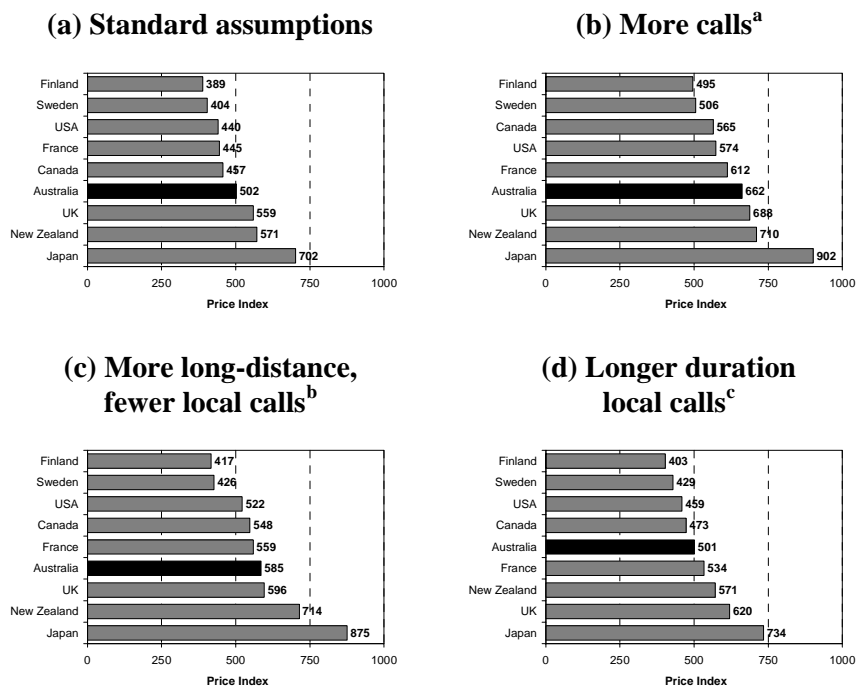 (a) Standard assumptions
Finland 389
Sweden 404
USA 440
France 445
Canada 457
Australia 502
UK 559
New Zealand 571
Japan 702
0 250 500 750 1000
Price Index
(b) More callsᵃ
Finland 495
Sweden 506
Canada 565
USA 574
France 612
Australia 662
UK 688
New Zealand 710
Japan 902
0 250 500 750 1000
Price Index
(c) More long-distance,
fewer local callsᵇ
Finland 417
Sweden 426
USA 522
Canada 548
France 559
Australia 585
UK 596
New Zealand 714
Japan 875
0 250 500 750 1000
Price Index
(d) Longer duration
local callsᶜ
Finland 403
Sweden 429
USA 459
Canada 473
Australia 501
France 534
New Zealand 571
UK 620
Japan 734
0 250 500 750 1000
Price Index